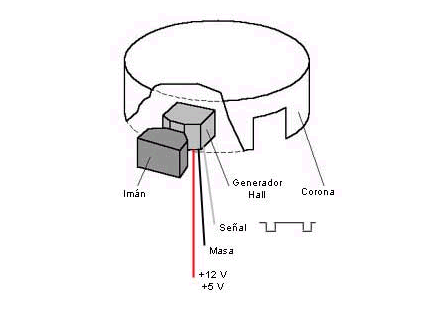 Imán
Generador
Hall
Corona
Señal
Masa
+12 V
+5 V